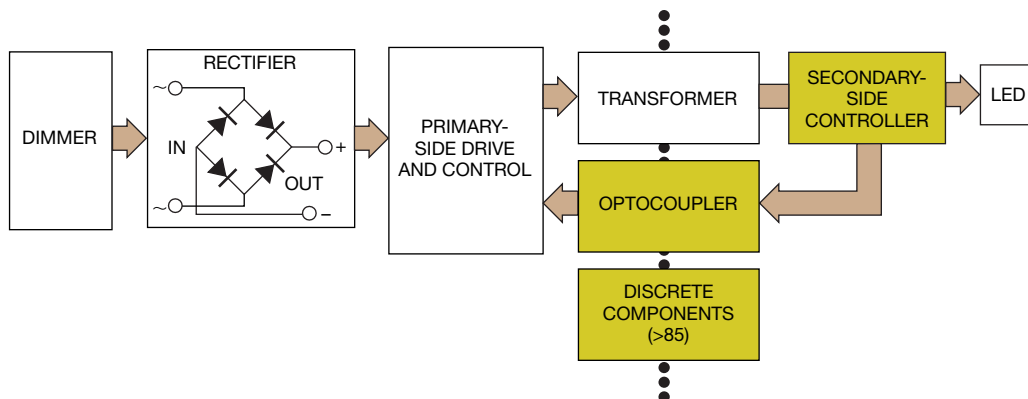 DIMMER
RECTIFIER
~
~
IN
OUT
+
–
PRIMARY-
SIDE DRIVE
AND CONTROL
TRANSFORMER
SECONDARY-
SIDE
CONTROLLER
LED
OPTOCOUPLER
DISCRETE
COMPONENTS
(>85)